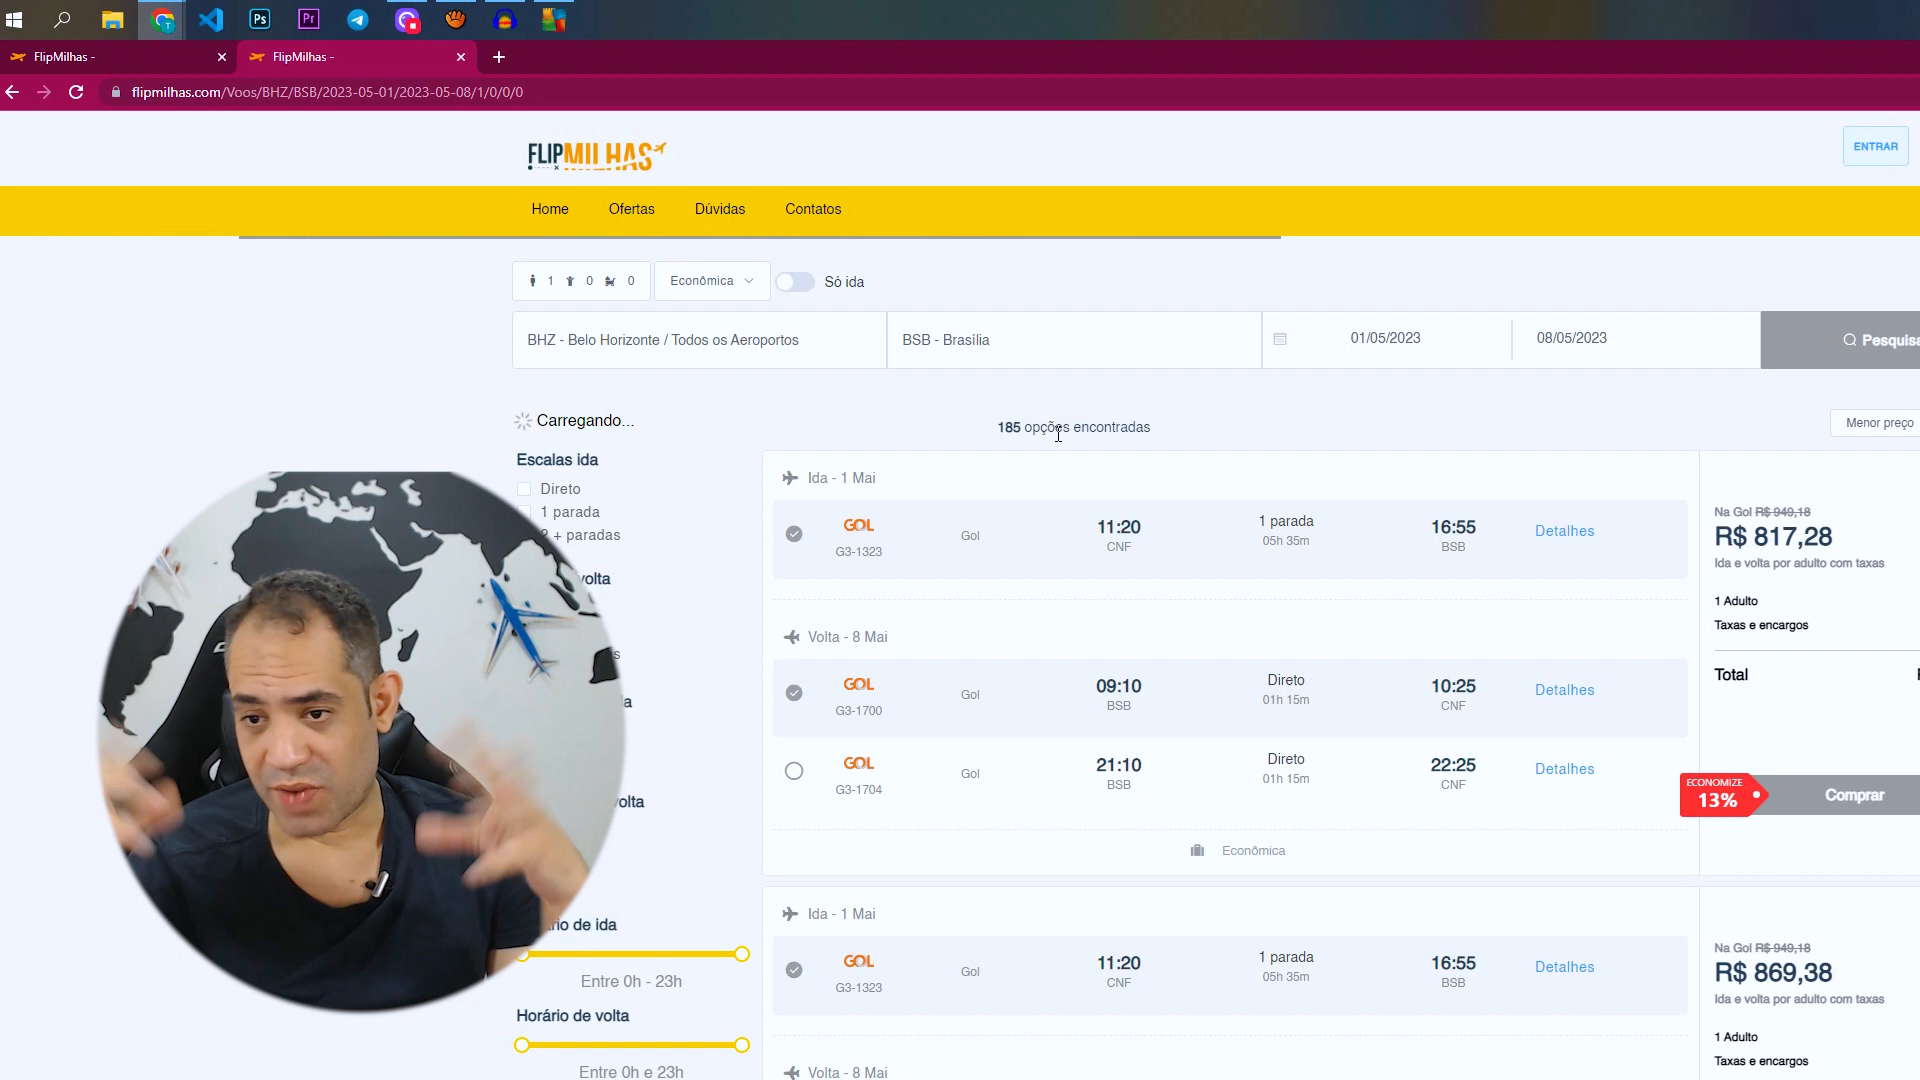 Ps
Pr
FlipMilhas -
FlipMilhas -
flipmilhas.com/Voos/BHZ/BSB/2023-05-01/2023-05-08/1/0/0/0
FLIPMILHAS
ENTRAR
Home
Ofertas
Dúvidas
Contatos
1 0 0
Econômica
Só ida
BHZ - Belo Horizonte / Todos os Aeroportos
BSB - Brasília
01/05/2023
08/05/2023
Pesquisa
Carregando...
185 opções encontradas
Menor preço
Escalas ida
Direto
1 parada
2 + paradas
volta
Horário de volta
Entre 0h - 23h
Entre 0h e 23h
Ida - 1 Mai
GOL
G3-1323
Gol
11:20
CNF
1 parada
05h 35m
16:55
BSB
Detalhes
Volta - 8 Mai
GOL
G3-1700
Gol
09:10
BSB
Direto
01h 15m
10:25
CNF
Detalhes
GOL
G3-1704
Gol
21:10
BSB
Direto
01h 15m
22:25
CNF
Detalhes
Econômica
Na Gol R$ 949,18
R$ 817,28
Ida e volta por adulto com taxas
1 Adulto
Taxas e encargos
Total
ECONOMIZE
13%
Comprar
Ida - 1 Mai
GOL
G3-1323
Gol
11:20
CNF
1 parada
05h 35m
16:55
BSB
Detalhes
Volta - 8 Mai
Na Gol R$ 949,18
R$ 869,38
Ida e volta por adulto com taxas
1 Adulto
Taxas e encargos